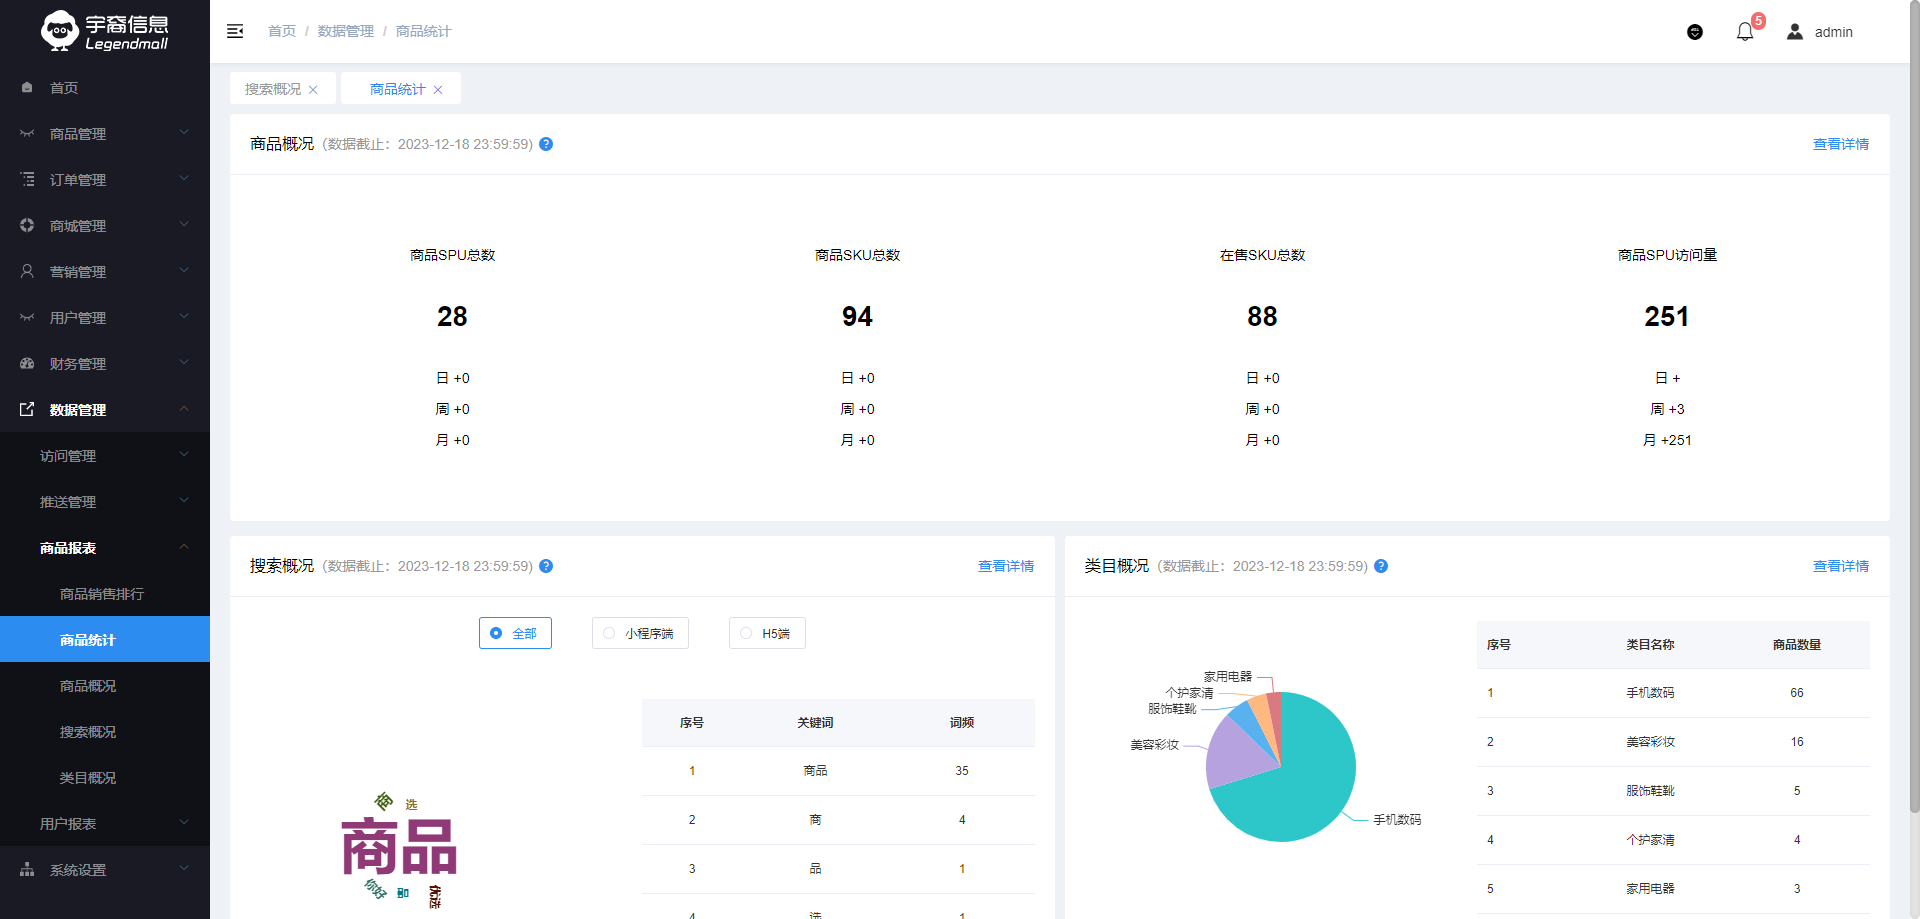 宇裔信息
Legendmall
首页
商品管理
订单管理
商城管理
营销管理
用户管理
财务管理
数据管理
访问管理
推送管理
商品报表
商品销售排行
商品统计
商品概况
搜索概况
类目概况
用户报表
系统设置
首页 / 数据管理 / 商品统计
5
admin
搜索概况
商品统计
商品概况 (数据截止：2023-12-18 23:59:59) ?
查看详情
商品SPU总数
28
日 +0
周 +0
月 +0
商品SKU总数
94
日 +0
周 +0
月 +0
在售SKU总数
88
日 +0
周 +0
月 +0
商品SPU访问量
251
日 +
周 +3
月 +251
搜索概况 (数据截止：2023-12-18 23:59:59) ?
查看详情
全部 小程序端 H5端
商
选
商品
你好
品
序号 关键词 词频
1 商品 35
2 商 4
3 品 1
4 选 1
类目概况 (数据截止：2023-12-18 23:59:59) ?
查看详情
家用电器
个护家清
服饰鞋靴
美容彩妆
手机数码
序号 类目名称 商品数量
1 手机数码 66
2 美容彩妆 16
3 服饰鞋靴 5
4 个护家清 4
5 家用电器 3